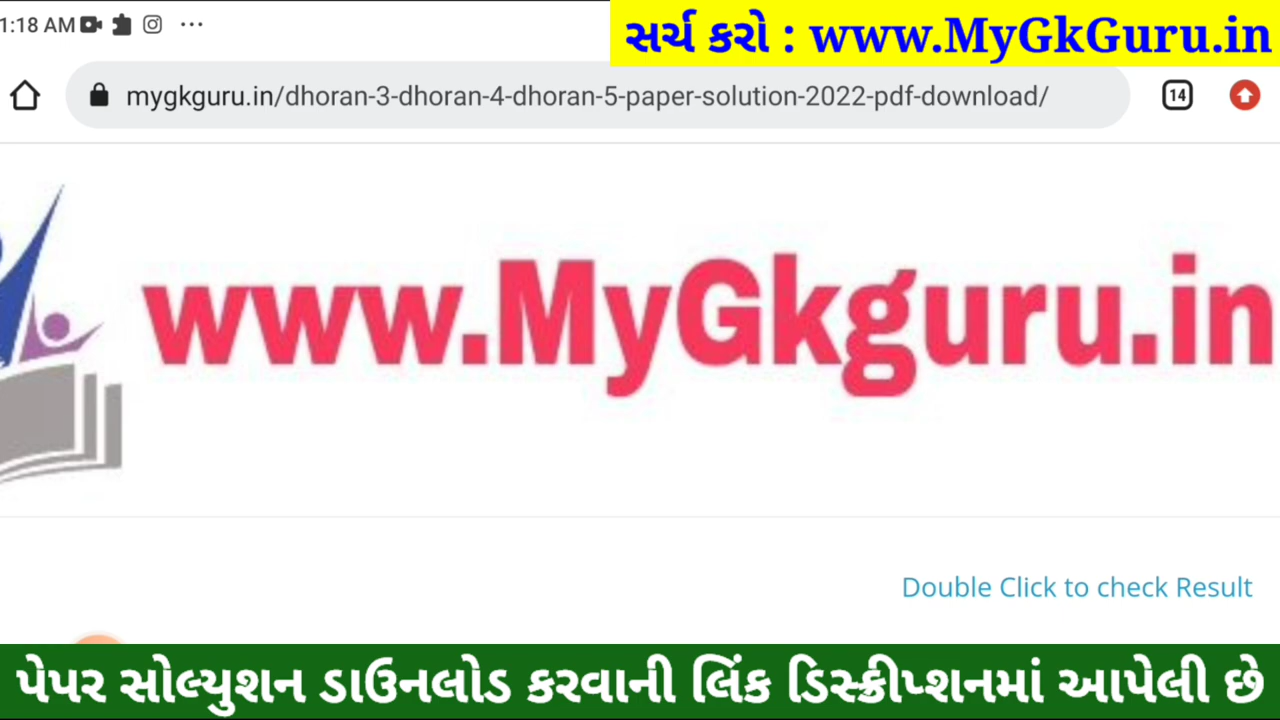 1:18 AM
સર્ચ કરો : www.MyGkGuru.in
mygkguru.in/dhoran-3-dhoran-4-dhoran-5-paper-solution-2022-pdf-download/
14
www.MyGkguru.in
Double Click to check Result
પેપર સોલ્યુશન ડાઉનલોડ કરવાની લિંક ડિસ્ક્રીપ્શનમાં આપેલી છે